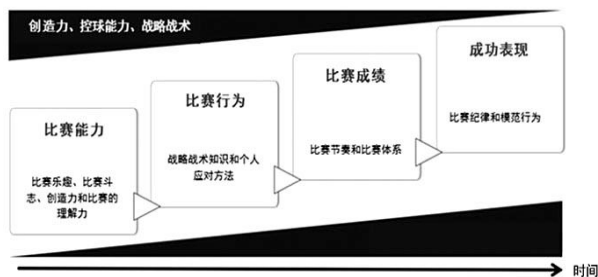 创造力、控球能力、战略战术
比赛能力
比赛乐趣、比赛斗
志、创造力和比赛的
理解力
比赛行为
战略战术知识和个人
应对方法
比赛成绩
比赛节奏和比赛体系
成功表现
比赛纪律和模范行为
时间